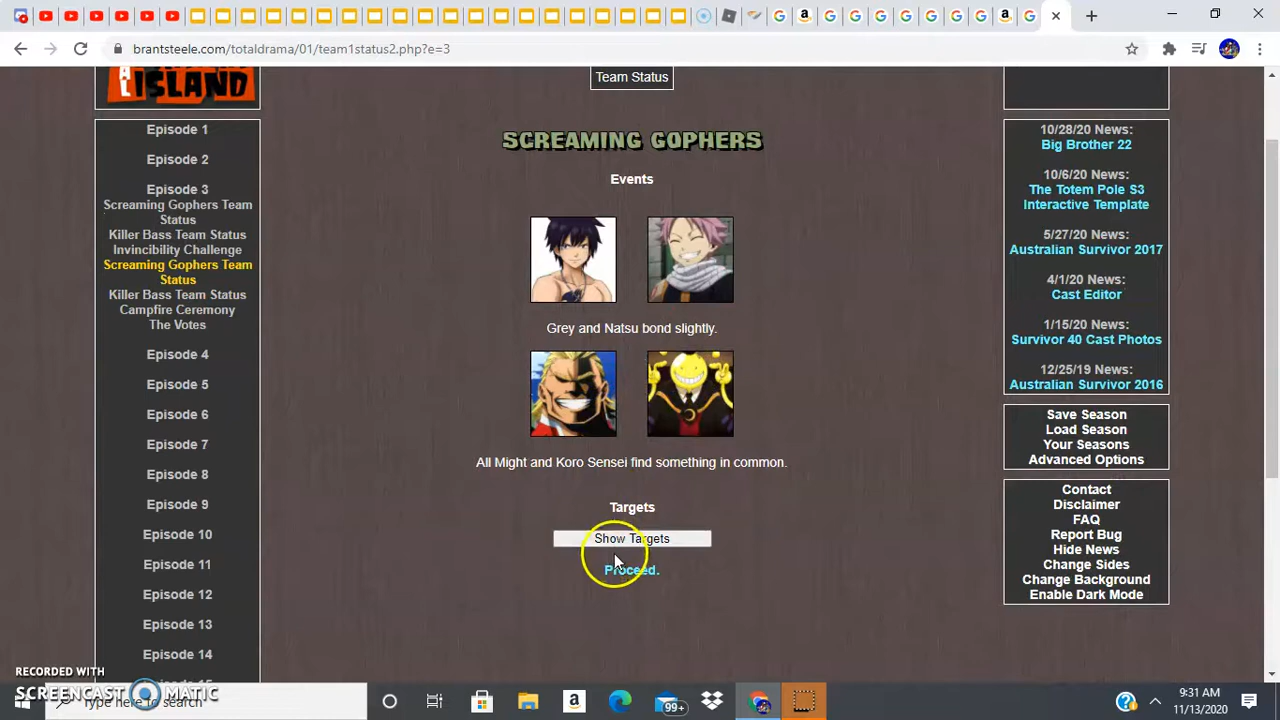 brantsteele.com/totaldrama/01/team1status2.php?e=3
ISLAND
Episode 1
Episode 2
Episode 3
Screaming Gophers Team
Status
Killer Bass Team Status
Invincibility Challenge
Screaming Gophers Team
Status
Killer Bass Team Status
Campfire Ceremony
The Votes
Episode 4
Episode 5
Episode 6
Episode 7
Episode 8
Episode 9
Episode 10
Episode 11
Episode 12
Episode 13
Episode 14
Team Status
SCREAMING GOPHERS
Events
Grey and Natsu bond slightly.
All Might and Koro Sensei find something in common.
Targets
Show Targets
Proceed.
10/28/20 News:
Big Brother 22
10/6/20 News:
The Totem Pole S3
Interactive Template
5/27/20 News:
Australian Survivor 2017
4/1/20 News:
Cast Editor
1/15/20 News:
Survivor 40 Cast Photos
12/25/19 News:
Australian Survivor 2016
Save Season
Load Season
Your Seasons
Advanced Options
Contact
Disclaimer
FAQ
Report Bug
Hide News
Change Sides
Change Background
Enable Dark Mode
RECORDED WITH
SCREENCAST MATIC
Type here to search
99+
9:31 AM
11/13/2020